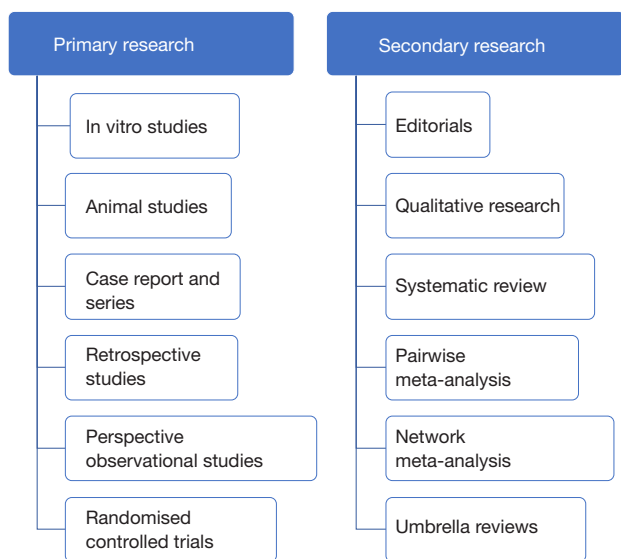 Primary research
In vitro studies
Animal studies
Case report and
series
Retrospective
studies
Perspective
observational studies
Randomised
controlled trials
Secondary research
Editorials
Qualitative research
Systematic review
Pairwise
meta-analysis
Network
meta-analysis
Umbrella reviews